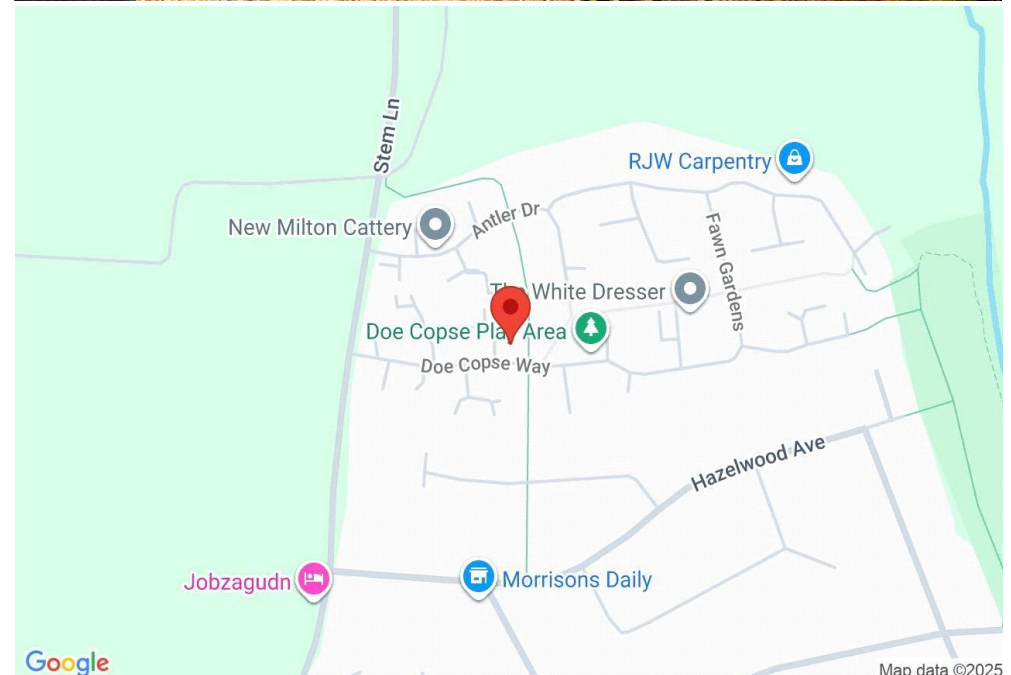 Stem Ln
RJW Carpentry
New Milton Cattery
Antler Dr
Fawn Gardens
The White Dresser
Doe Copse Play Area
Doe Copse Way
Hazelwood Ave
Jobzagudn
Morrisons Daily
Google
Map data ©2025